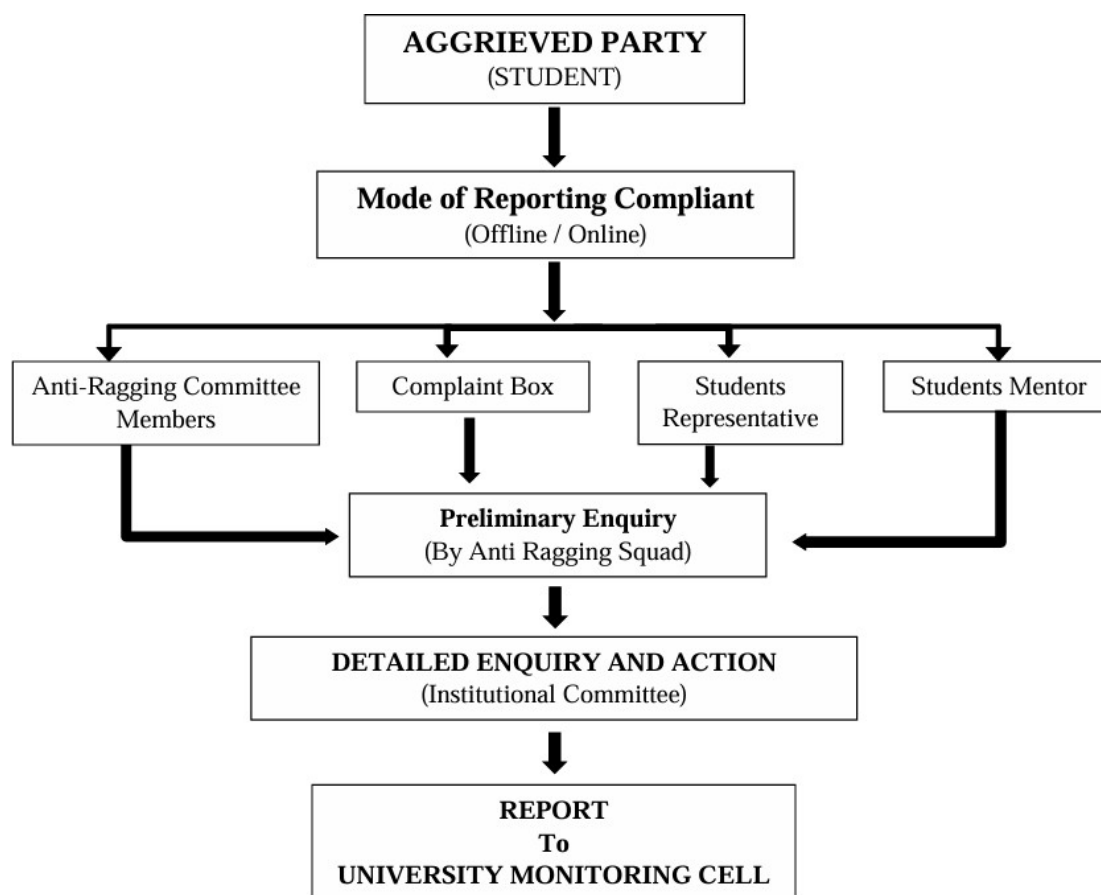 AGGRIEVED PARTY
(STUDENT)
Mode of Reporting Compliant
(Offline / Online)
Anti-Ragging Committee
Members
Complaint Box
Students
Representative
Students Mentor
Preliminary Enquiry
(By Anti Ragging Squad)
DETAILED ENQUIRY AND ACTION
(Institutional Committee)
REPORT
To
UNIVERSITY MONITORING CELL